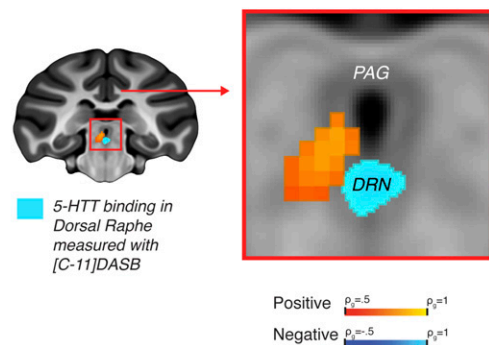 PAG
DRN
5-HTT binding in
Dorsal Raphe
measured with
[C-11]DASB
Positive ρg=.5 ρg=1
Negative ρg=-.5 ρg=1